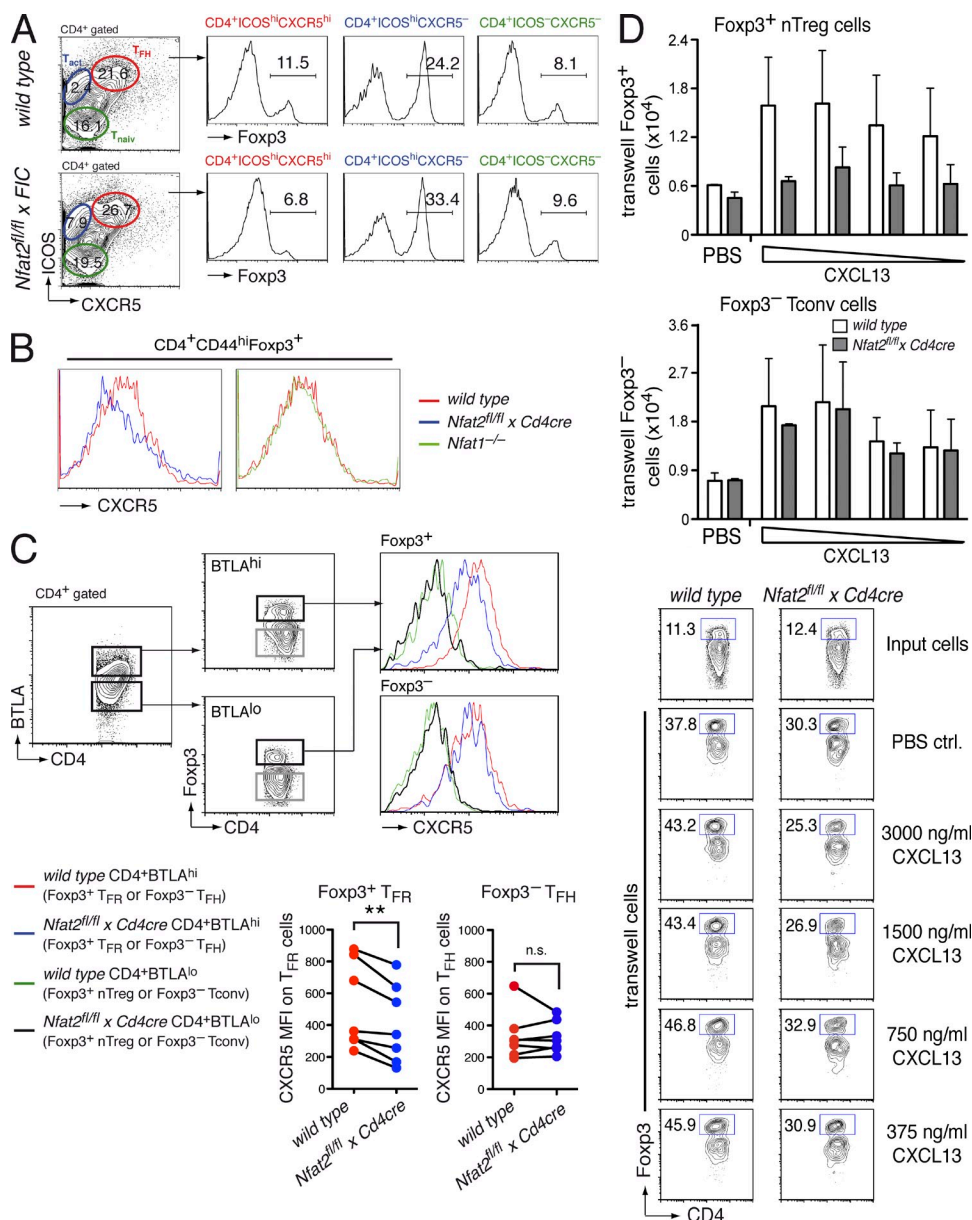 A
CD4+ gated
wild type
Tact
TFH
12.4
21.6
16.1
Tnaiv
CD4+ICOShiCXCR5hi
CD4+ICOShiCXCR5–
CD4+ICOS–CXCR5–
11.5
24.2
8.1
Foxp3
CD4+ gated
Nfat2fl/fl x FIC
7.9
26.7
19.5
ICOS
CXCR5
CD4+ICOShiCXCR5hi
CD4+ICOShiCXCR5–
CD4+ICOS–CXCR5–
6.8
33.4
9.6
Foxp3
B
CD4+CD44hiFoxp3+
CXCR5
wild type
Nfat2fl/fl x Cd4cre
Nfat1–/–
C
CD4+ gated
BTLA
CD4
BTLAhi
BTLAlo
Foxp3
CD4
Foxp3+
Foxp3–
CXCR5
wild type CD4+BTLAhi
(Foxp3+ TFR or Foxp3– TFH)
Nfat2fl/fl x Cd4cre CD4+BTLAhi
(Foxp3+ TFR or Foxp3– TFH)
wild type CD4+BTLAlo
(Foxp3+ nTreg or Foxp3– Tconv)
Nfat2fl/fl x Cd4cre CD4+BTLAlo
(Foxp3+ nTreg or Foxp3– Tconv)
Foxp3+ TFR
**
CXCR5 MFI on TFR cells
1000
800
600
400
200
0
wild type
Nfat2fl/fl x Cd4cre
Foxp3– TFH
n.s.
CXCR5 MFI on TFH cells
1000
800
600
400
200
0
wild type
Nfat2fl/fl x Cd4cre
D
Foxp3+ nTreg cells
transwell Foxp3+
cells (x10⁴)
2.4
1.8
1.2
0.6
0
PBS
CXCL13
Foxp3– Tconv cells
transwell Foxp3–
cells (x10⁴)
3.6
2.7
1.8
0.9
0
wild type
Nfat2fl/fl x Cd4cre
PBS
CXCL13
wild type
Nfat2fl/fl x Cd4cre
11.3
12.4
Input cells
37.8
30.3
PBS ctrl.
43.2
25.3
3000 ng/ml
CXCL13
43.4
26.9
1500 ng/ml
CXCL13
46.8
32.9
750 ng/ml
CXCL13
45.9
30.9
375 ng/ml
CXCL13
transwell cells
Foxp3
CD4